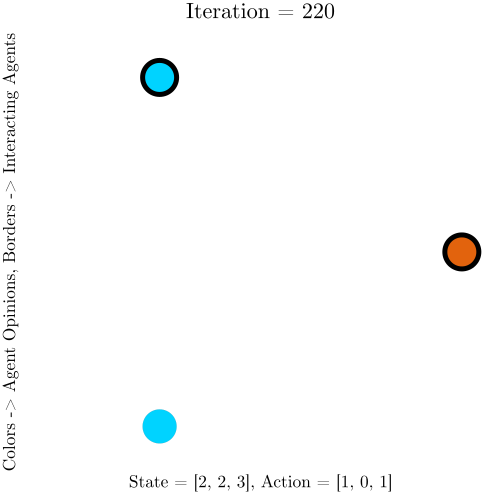 Iteration = 220
Colors -> Agent Opinions, Borders -> Interacting Agents
State = [2, 2, 3], Action = [1, 0, 1]